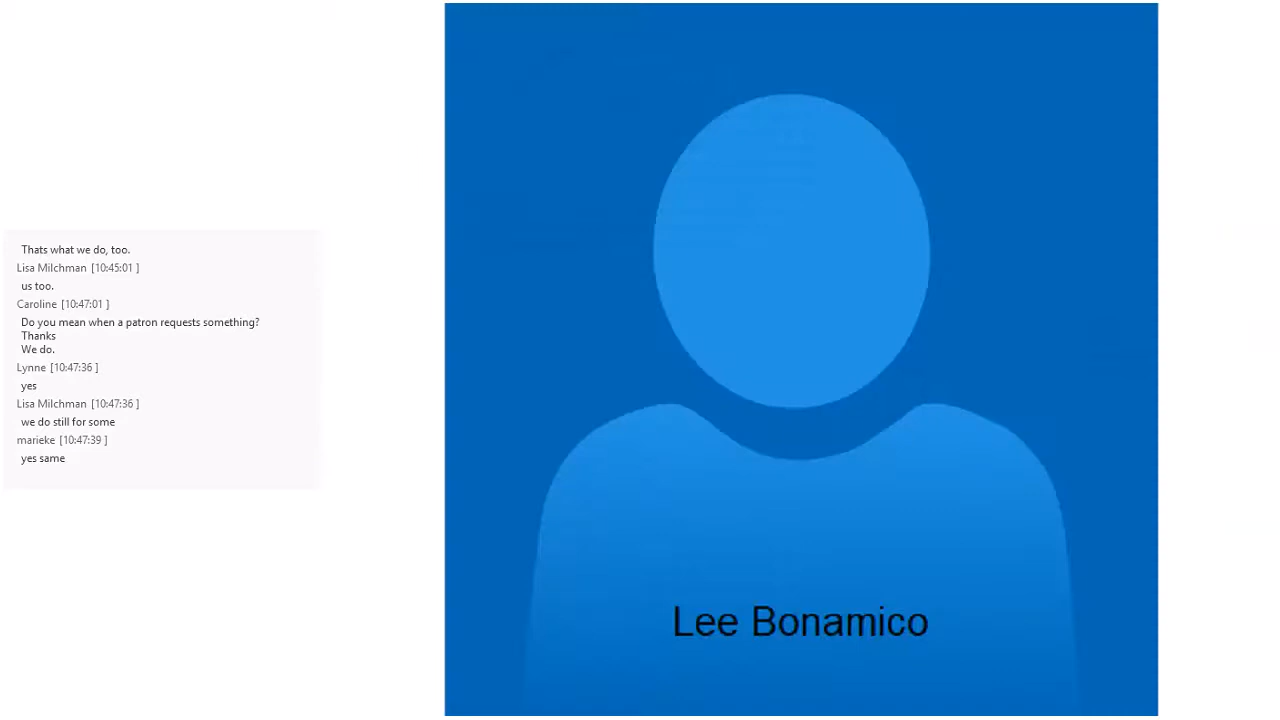 Thats what we do, too.
Lisa Milchman [10:45:01 ]
us too.
Caroline [10:47:01 ]
Do you mean when a patron requests something?
Thanks
We do.
Lynne [10:47:36 ]
yes
Lisa Milchman [10:47:36 ]
we do still for some
marieke [10:47:39 ]
yes same
Lee Bonamico